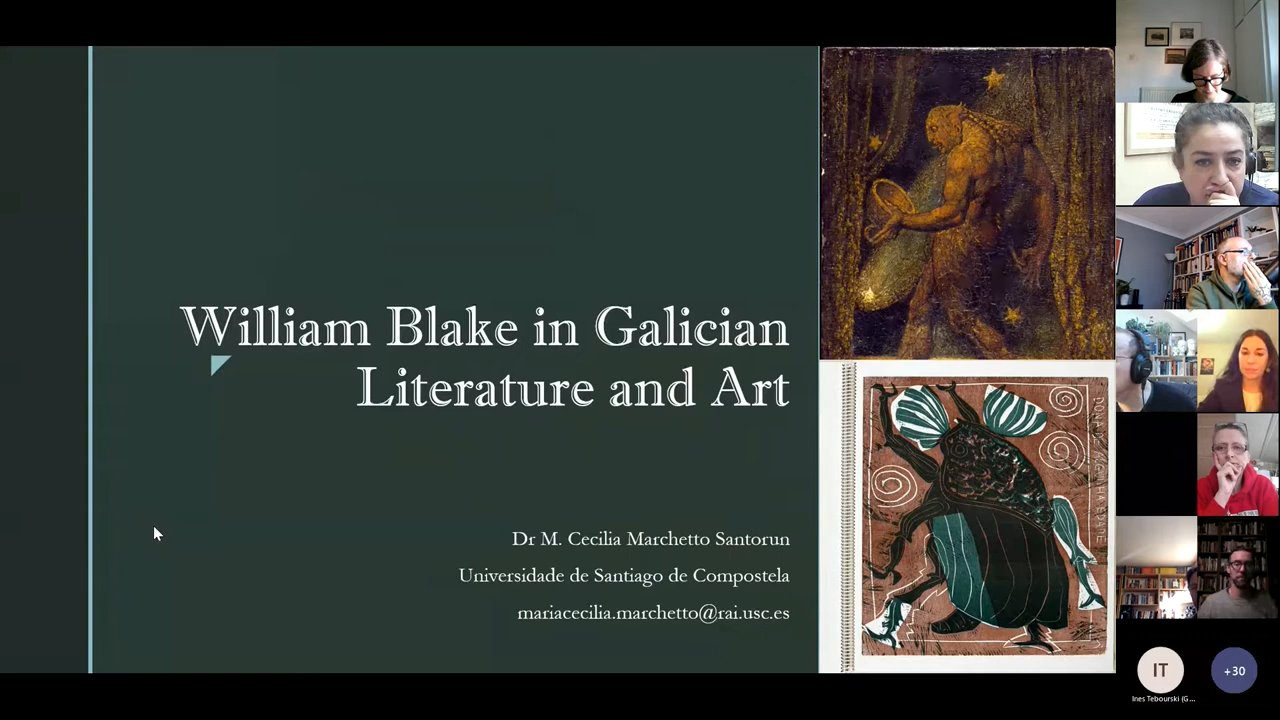 William Blake in Galician
Literature and Art
Dr M. Cecilia Marchetto Santorun
Universidade de Santiago de Compostela
mariacecilia.marchetto@rai.usc.es
IT
+30
Ines Tebourski (G...